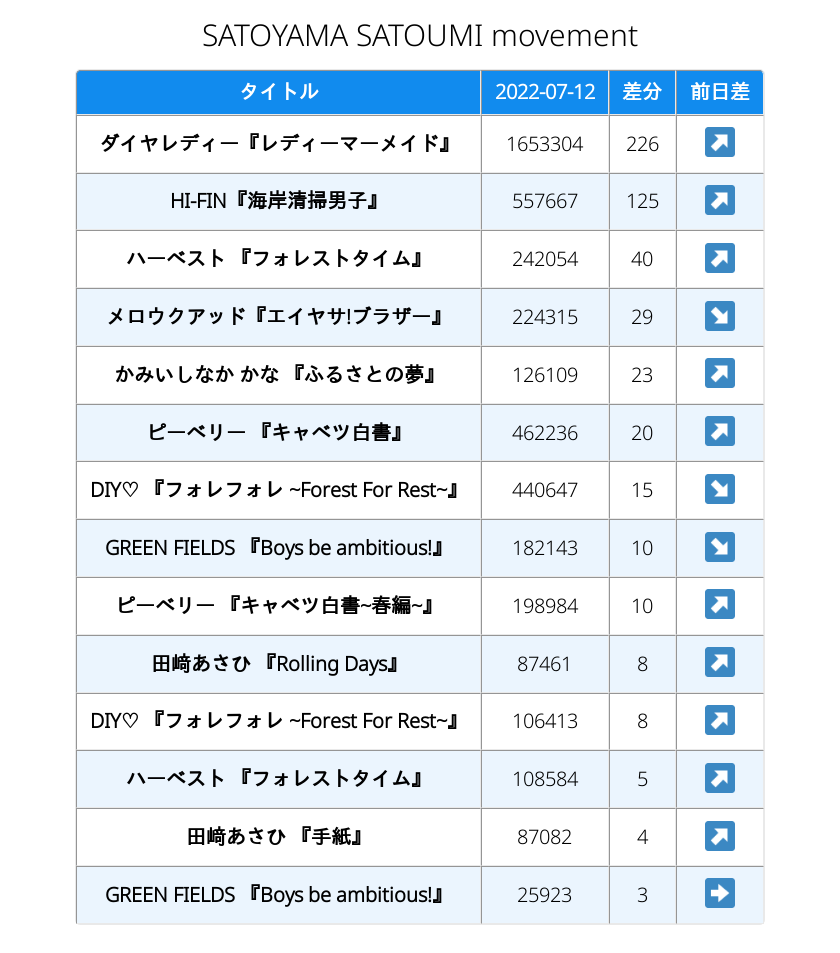 SATOYAMA SATOUMI movement
タイトル 2022-07-12 差分 前日差
ダイヤレディー『レディーマーメイド』 1653304 226 ↗
HI-FIN『海岸清掃男子』 557667 125 ↗
ハーベスト 『フォレストタイム』 242054 40 ↗
メロウクアッド『エイヤサ!ブラザー』 224315 29 ↘
かみいしなか かな 『ふるさとの夢』 126109 23 ↗
ピーベリー 『キャベツ白書』 462236 20 ↗
DIY♡ 『フォレフォレ ~Forest For Rest~』 440647 15 ↘
GREEN FIELDS 『Boys be ambitious!』 182143 10 ↘
ピーベリー 『キャベツ白書~春編~』 198984 10 ↗
田﨑あさひ 『Rolling Days』 87461 8 ↗
DIY♡ 『フォレフォレ ~Forest For Rest~』 106413 8 ↗
ハーベスト 『フォレストタイム』 108584 5 ↗
田﨑あさひ 『手紙』 87082 4 ↗
GREEN FIELDS 『Boys be ambitious!』 25923 3 ➡